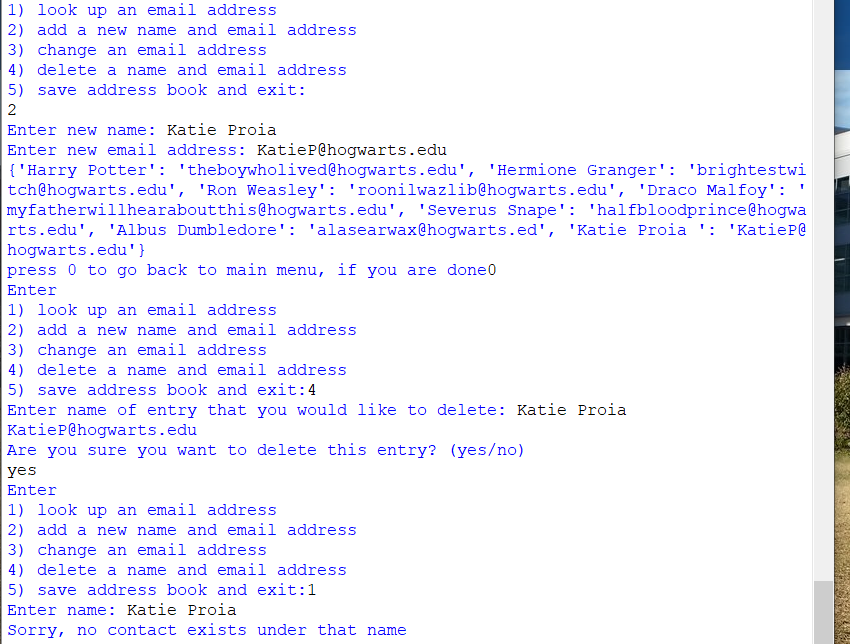 1) look up an email address
2) add a new name and email address
3) change an email address
4) delete a name and email address
5) save address book and exit:
2
Enter new name: Katie Proia
Enter new email address: KatieP@hogwarts.edu
{'Harry Potter': 'theboywholived@hogwarts.edu', 'Hermione Granger': 'brightestwi
tch@hogwarts.edu', 'Ron Weasley': 'roonilwazlib@hogwarts.edu', 'Draco Malfoy': '
myfatherwillhearaboutthis@hogwarts.edu', 'Severus Snape': 'halfbloodprince@hogwa
rts.edu', 'Albus Dumbledore': 'alasearwax@hogwarts.ed', 'Katie Proia ': 'KatieP@
hogwarts.edu'}
press 0 to go back to main menu, if you are done0
Enter
1) look up an email address
2) add a new name and email address
3) change an email address
4) delete a name and email address
5) save address book and exit:4
Enter name of entry that you would like to delete: Katie Proia
KatieP@hogwarts.edu
Are you sure you want to delete this entry? (yes/no)
yes
Enter
1) look up an email address
2) add a new name and email address
3) change an email address
4) delete a name and email address
5) save address book and exit:1
Enter name: Katie Proia
Sorry, no contact exists under that name